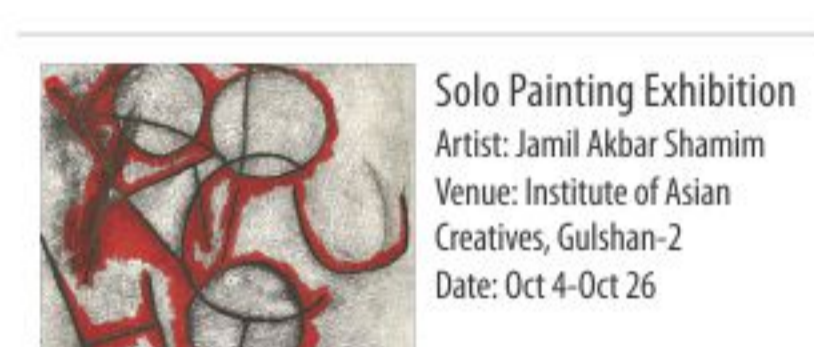 Solo Painting Exhibition
Artist: Jamil Akbar Shamim
Venue: Institute of Asian
Creatives, Gulshan-2
Date: Oct 4-Oct 26